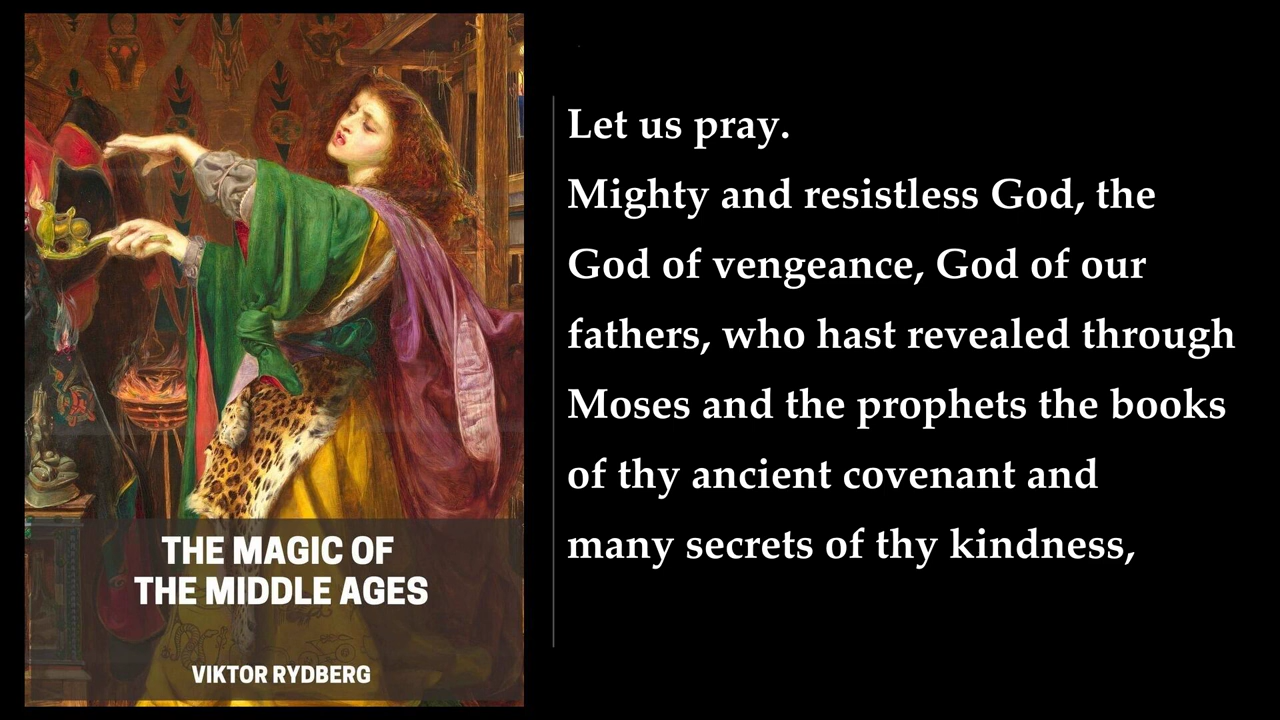 THE MAGIC OF
THE MIDDLE AGES
VIKTOR RYDBERG
Let us pray.
Mighty and resistless God, the
God of vengeance, God of our
fathers, who hast revealed through
Moses and the prophets the books
of thy ancient covenant and
many secrets of thy kindness,